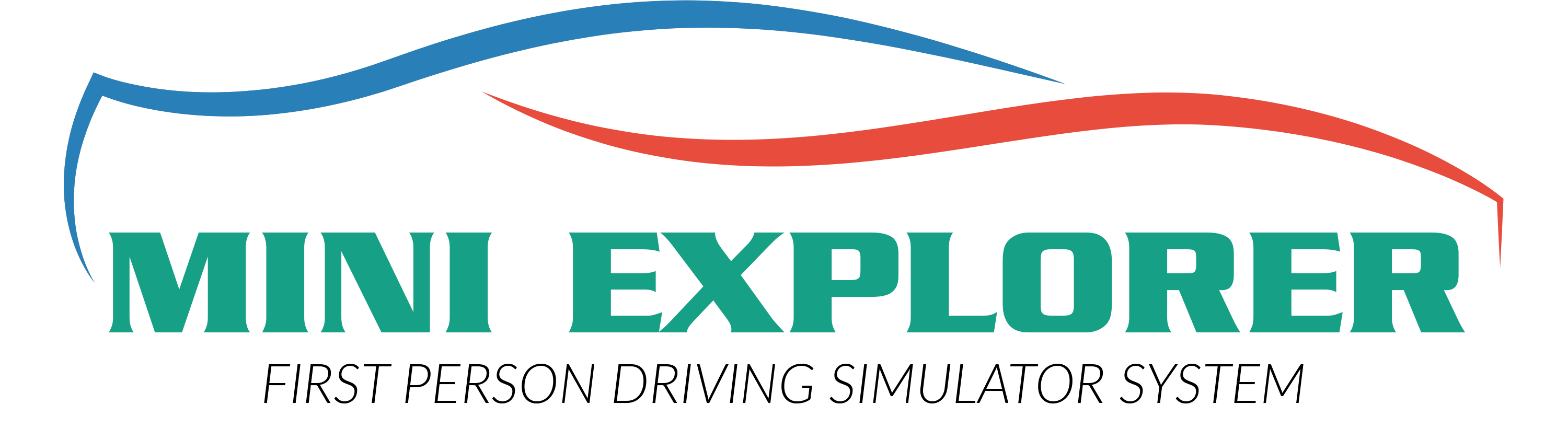 MINI EXPLORER
FIRST PERSON DRIVING SIMULATOR SYSTEM